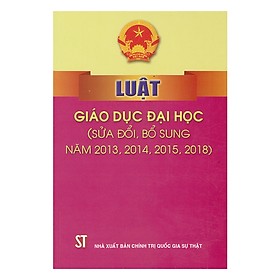 LUẬT
GIÁO DỤC ĐẠI HỌC
(SỬA ĐỔI, BỔ SUNG
NĂM 2013, 2014, 2015, 2018)
ST
NHÀ XUẤT BẢN CHÍNH TRỊ QUỐC GIA SỰ THẬT